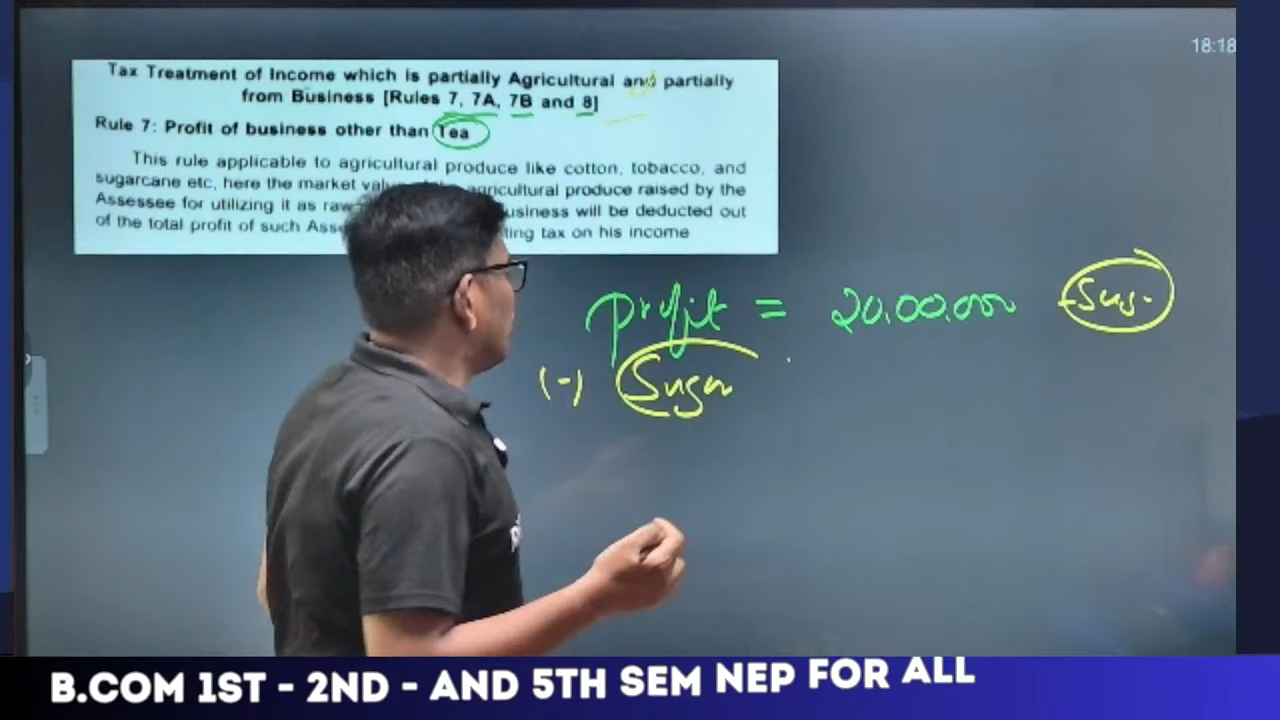 18:18
Tax Treatment of Income which is partially Agricultural and partially
from Business [Rules 7, 7A, 7B and 8]
Rule 7: Profit of business other than Tea
This rule applicable to agricultural produce like cotton, tobacco, and
sugarcane etc, here the market agricultural produce raised by the
Assessee for utilizing it as raw will be deducted out
of the total profit of such tax on his income
profit = 20,00,000 Sug.
(-) Sugar
B.COM 1ST - 2ND - AND 5TH SEM NEP FOR ALL